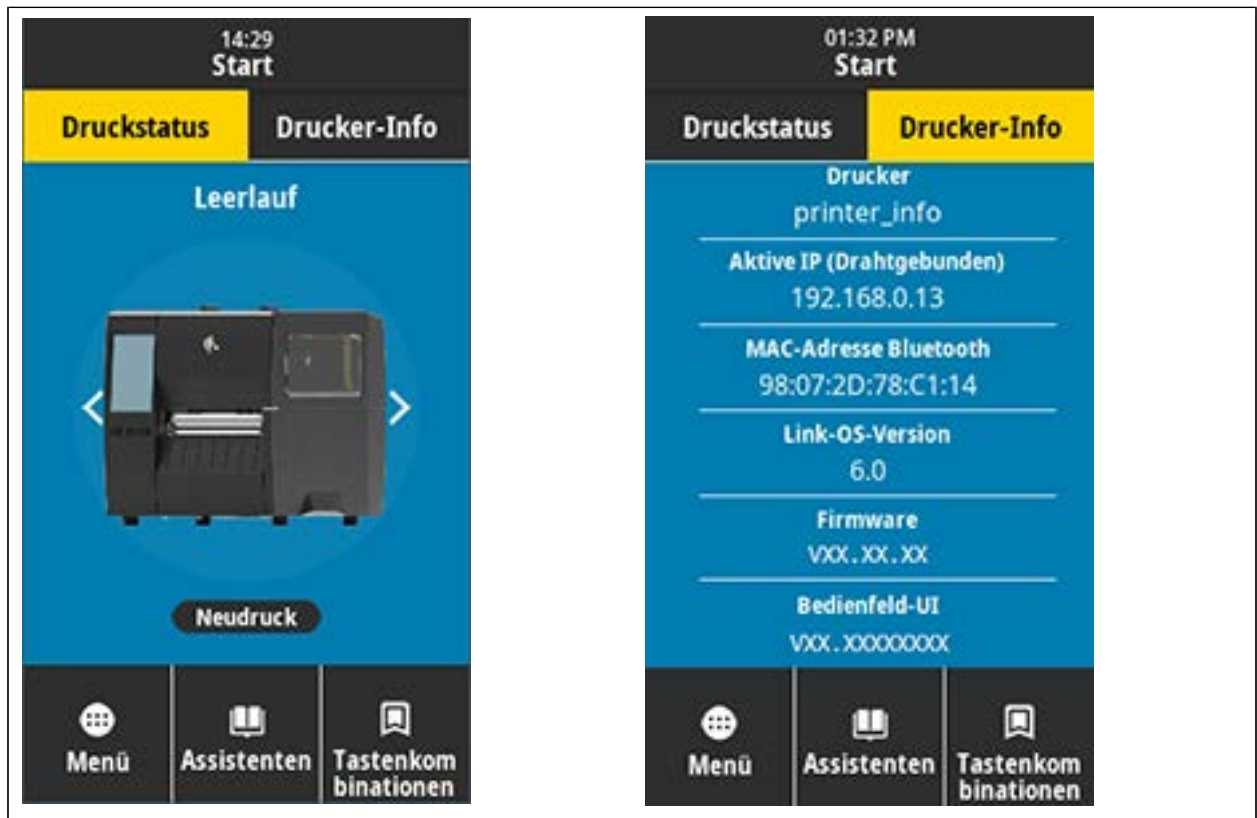 14:29
Start
Druckstatus
Drucker-Info
Leerlauf
Neudruck
Menü
Assistenten
Tastenkom
binationen
01:32 PM
Start
Druckstatus
Drucker-Info
Drucker
printer_info
Aktive IP (Drahtgebunden)
192.168.0.13
MAC-Adresse Bluetooth
98:07:2D:78:C1:14
Link-OS-Version
6.0
Firmware
VXX.XX.XX
Bedienfeld-UI
VXX.XXXXXXXX
Menü
Assistenten
Tastenkom
binationen